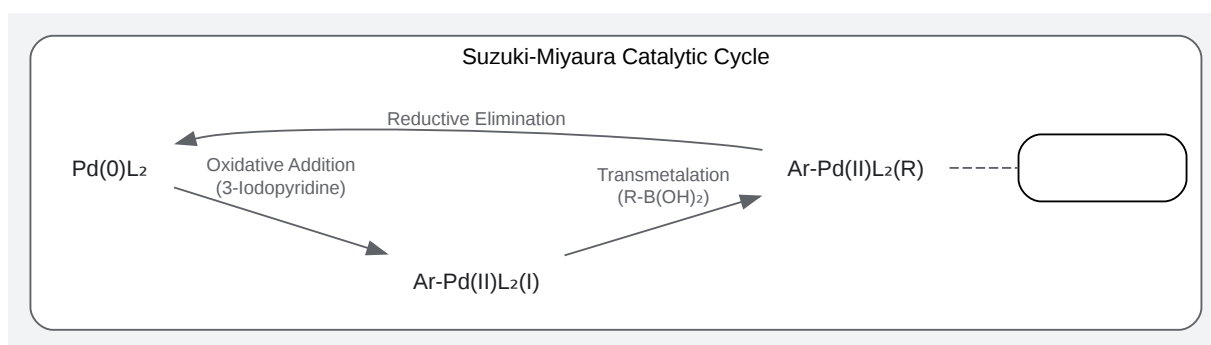 Suzuki-Miyaura Catalytic Cycle
Reductive Elimination
Pd(0)L₂
Oxidative Addition
(3-Iodopyridine)
Transmetalation
(R-B(OH)₂)
Ar-Pd(II)L₂(R)
Ar-Pd(II)L₂(I)